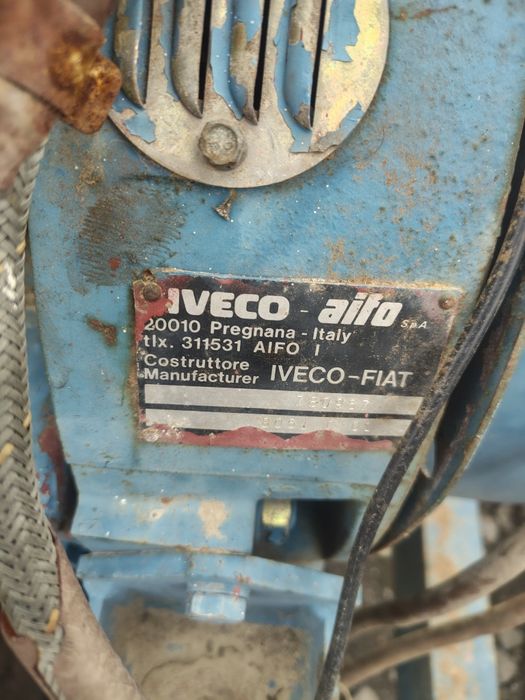 IVECO - aifo SpA
20010 Pregnana - Italy
tlx. 311531 AIFO I
Costruttore
Manufacturer IVECO-FIAT